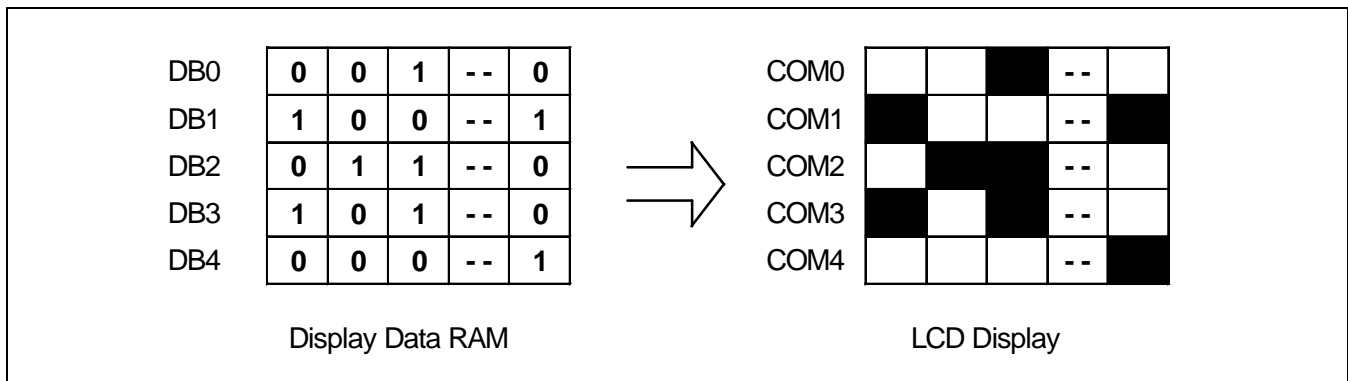 DB0 0 0 1 -- 0 COM0 --
DB1 1 0 0 -- 1 COM1 --
DB2 0 1 1 -- 0 COM2 --
DB3 1 0 1 -- 0 COM3 --
DB4 0 0 0 -- 1 COM4 --
Display Data RAM LCD Display